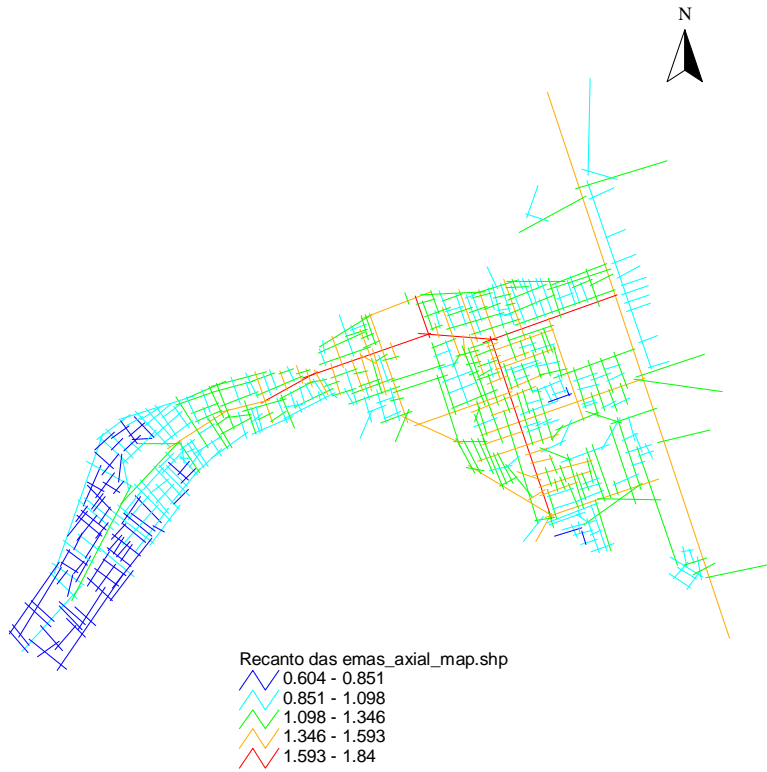 N
Recanto das emas_axial_map.shp
0.604 - 0.851
0.851 - 1.098
1.098 - 1.346
1.346 - 1.593
1.593 - 1.84